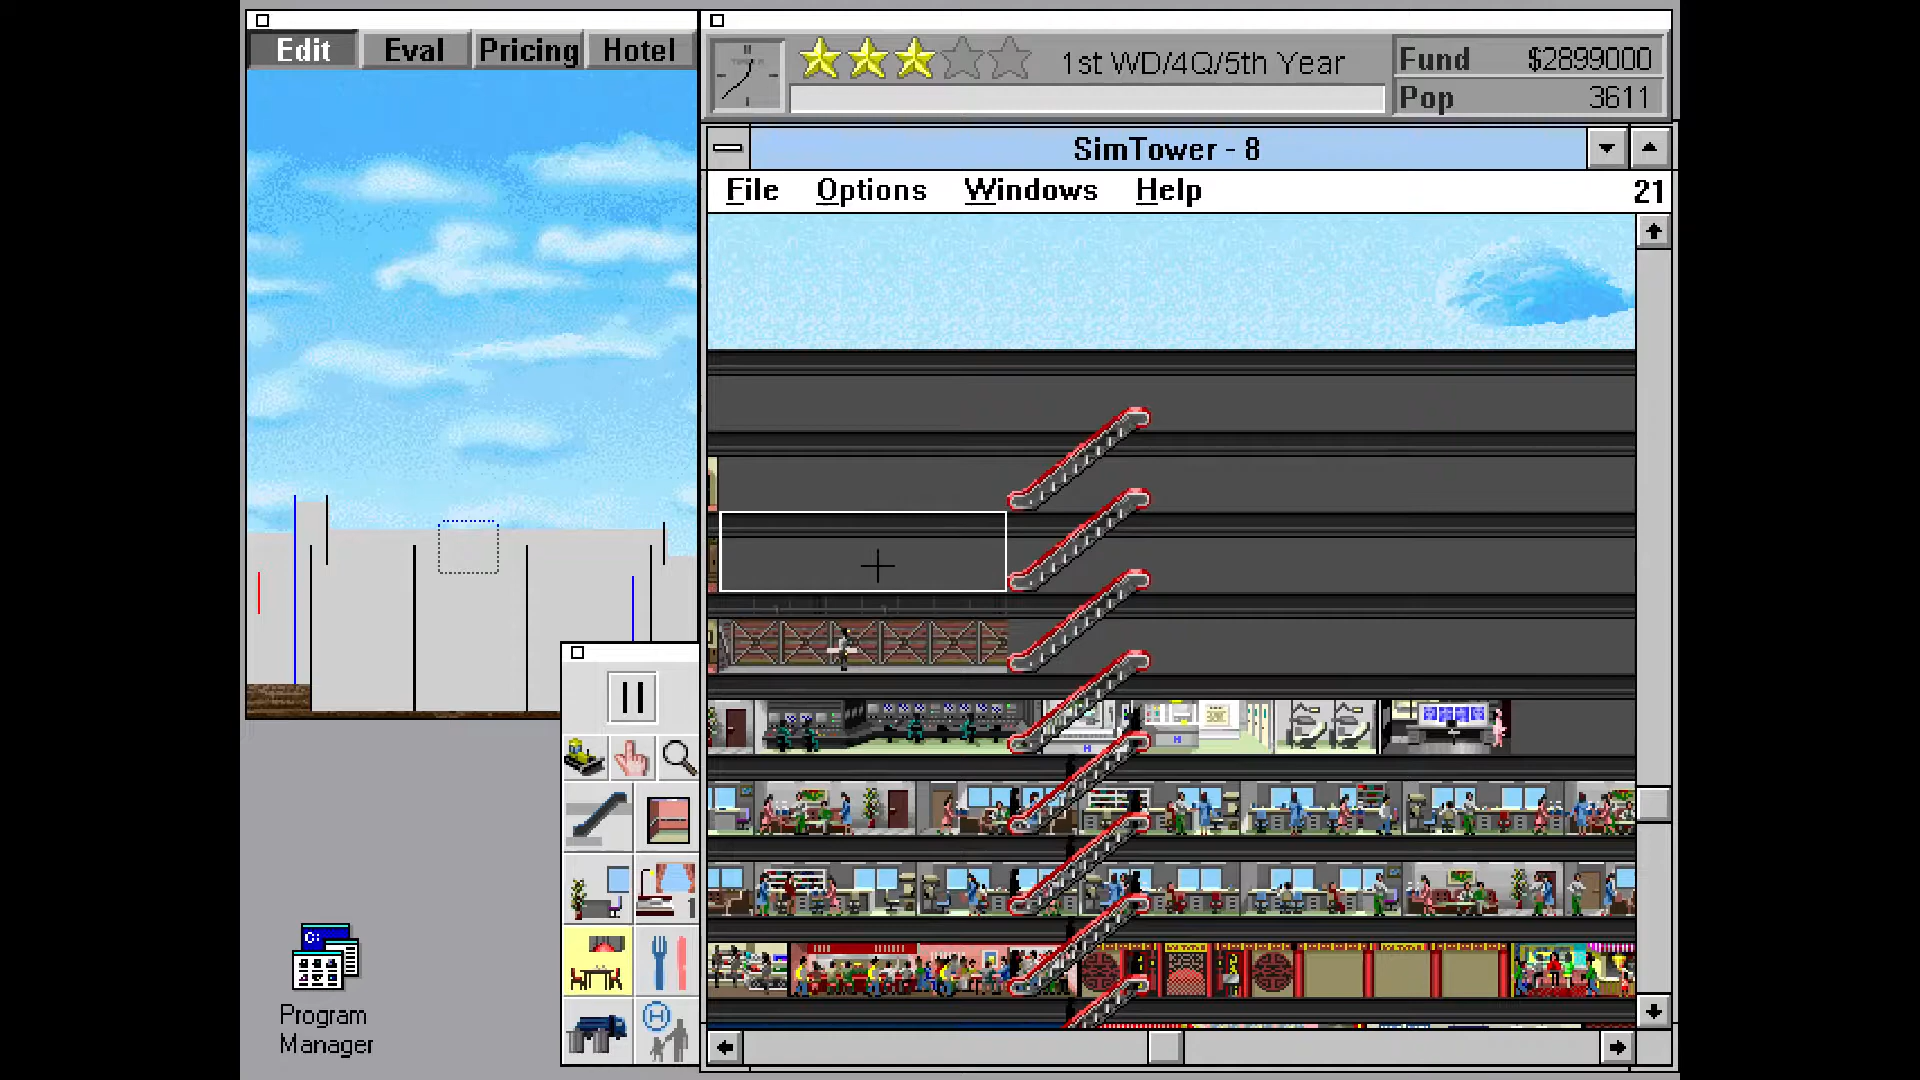 Edit Eval Pricing Hotel
1st WD/4Q/5th Year
Fund $2899000
Pop 3611
SimTower - 8
File Options Windows Help 21
1
C:
H H
H
Program
Manager